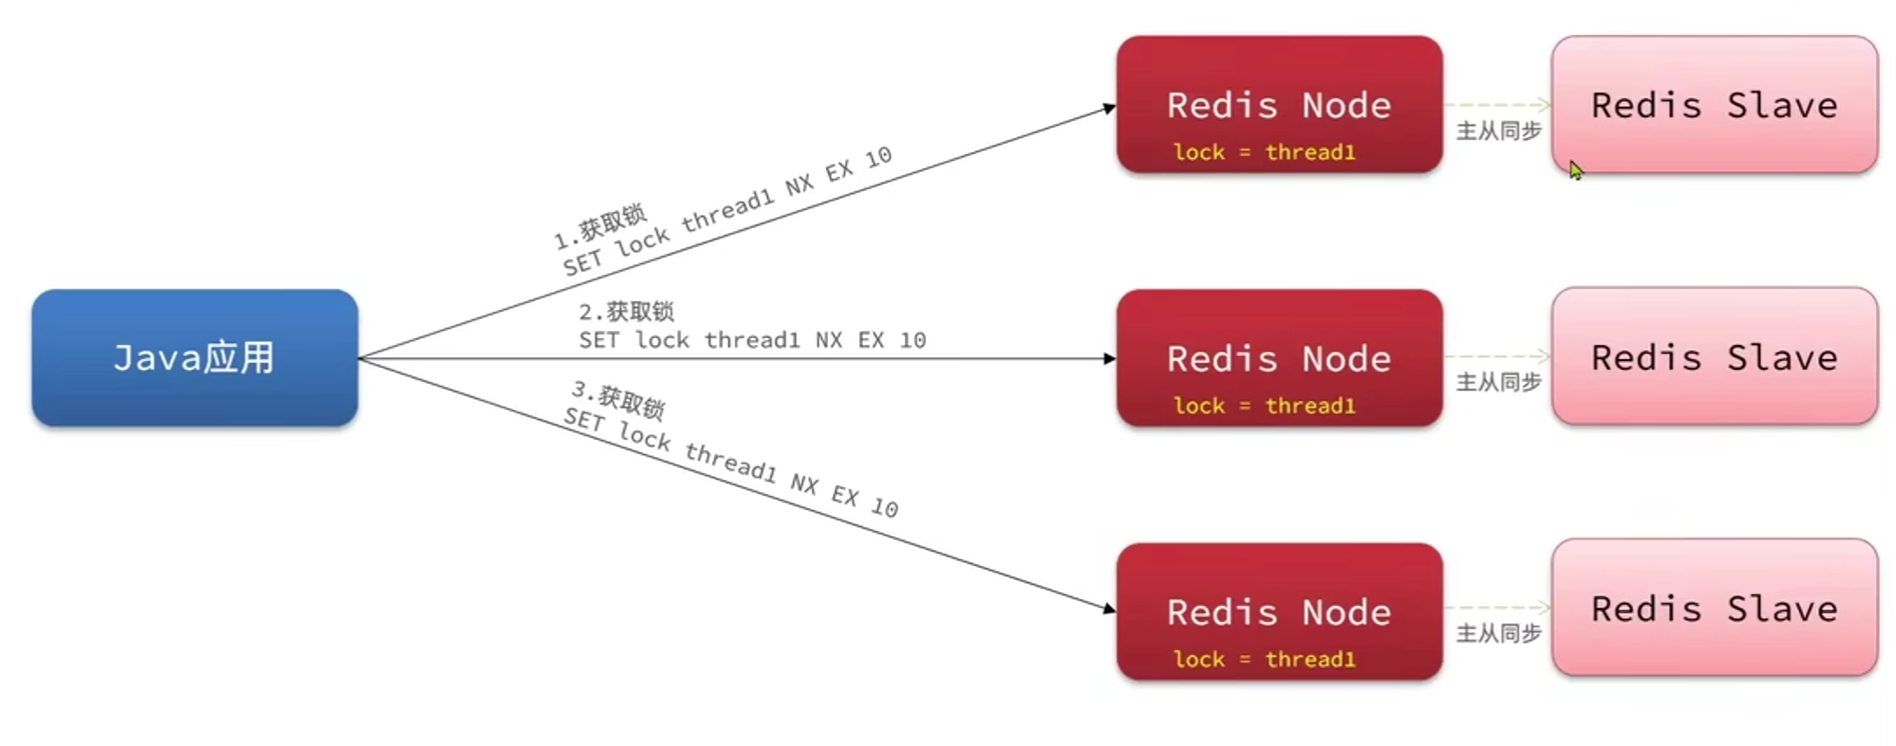 Redis Node
lock = thread1
主从同步
Redis Slave
1.获取锁
SET lock thread1 NX EX 10
Java应用
2.获取锁
SET lock thread1 NX EX 10
Redis Node
lock = thread1
主从同步
Redis Slave
3.获取锁
SET lock thread1 NX EX 10
Redis Node
lock = thread1
主从同步
Redis Slave